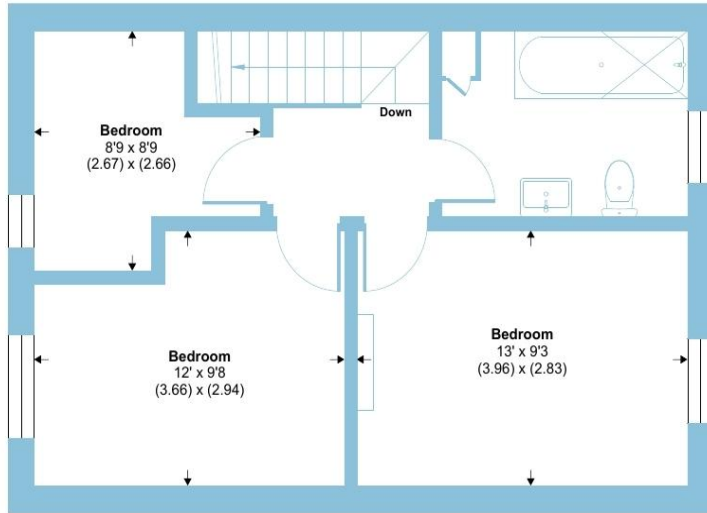 Down
Bedroom
8'9 x 8'9
(2.67) x (2.66)
Bedroom
12' x 9'8
(3.66) x (2.94)
Bedroom
13' x 9'3
(3.96) x (2.83)